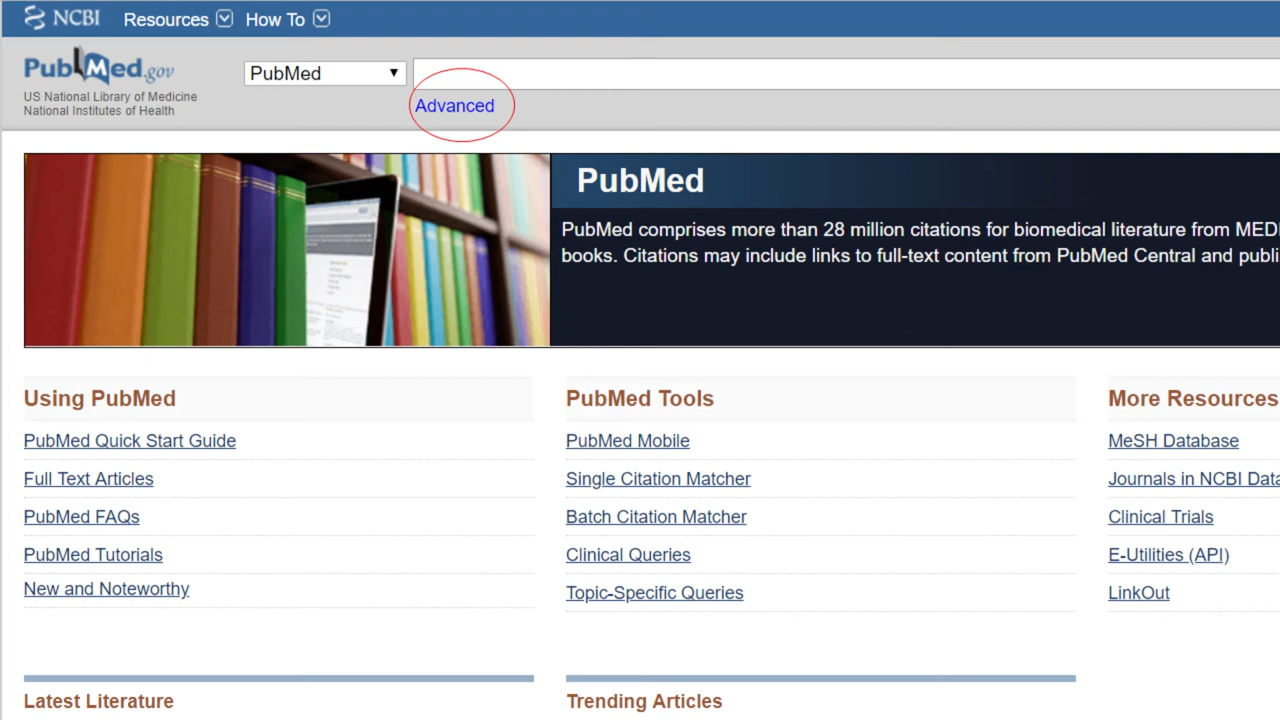 NCBI Resources How To
PubMed.gov
US National Library of Medicine
National Institutes of Health
PubMed
Advanced
PubMed
PubMed comprises more than 28 million citations for biomedical literature from MEDL
books. Citations may include links to full-text content from PubMed Central and publi
Using PubMed
PubMed Quick Start Guide
Full Text Articles
PubMed FAQs
PubMed Tutorials
New and Noteworthy
PubMed Tools
PubMed Mobile
Single Citation Matcher
Batch Citation Matcher
Clinical Queries
Topic-Specific Queries
More Resources
MeSH Database
Journals in NCBI Data
Clinical Trials
E-Utilities (API)
LinkOut
Latest Literature
Trending Articles